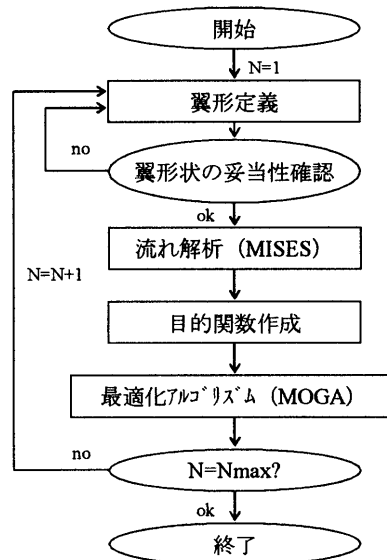 開始
N=1
翼形定義
no
翼形状の妥当性確認
ok
流れ解析（MISES）
N=N+1
目的関数作成
最適化ｱﾙｺﾞﾘｽﾞﾑ（MOGA）
no
N=Nmax?
ok
終了